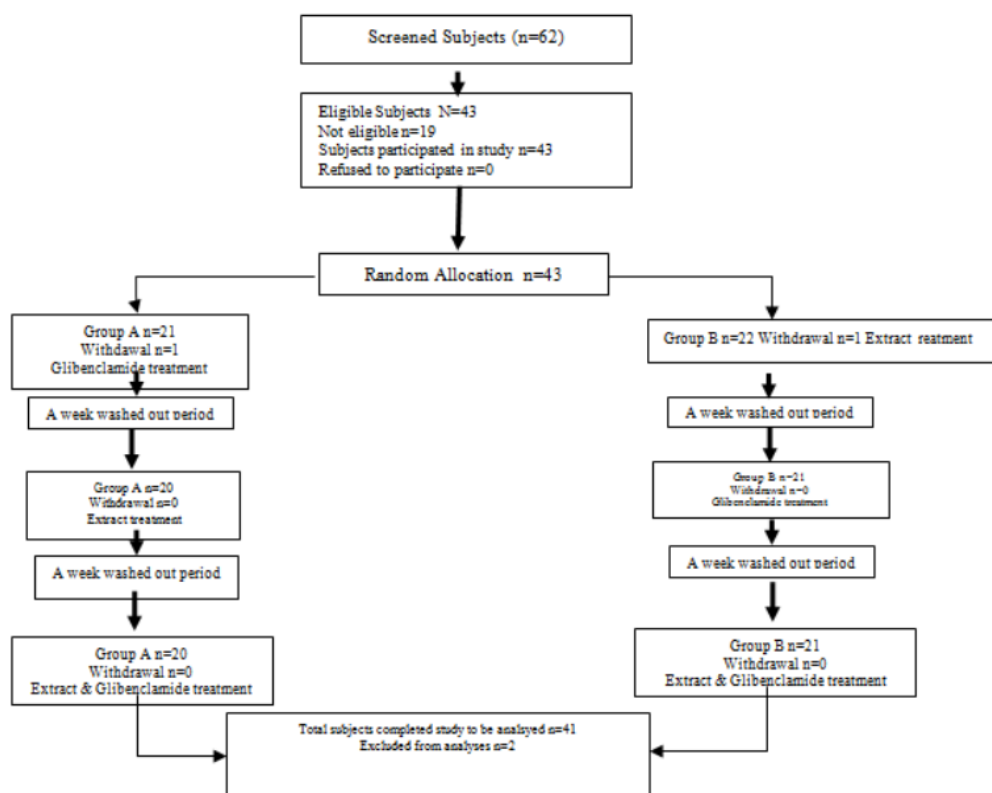 Screened Subjects (n=62)
Eligible Subjects N=43
Not eligible n=19
Subjects participated in study n=43
Refused to participate n=0
Random Allocation n=43
Group A n=21
Withdawal n=1
Glibenclamide treatment
Group B n=22 Withdrawal n=1 Extract reatment
A week washed out period
A week washed out period
Group A n=20
Withdrawal n=0
Extract treatment
Group B n=21
Withdrawal n=0
Glibenclamide treatment
A week washed out period
A week washed out period
Group A n=20
Withdrawal n=0
Extract & Glibenclamide treatment
Group B n=21
Withdrawal n=0
Extract & Glibenclamide treatment
Total subjects completed study to be analsyed n=41
Excluded from analyses n=2